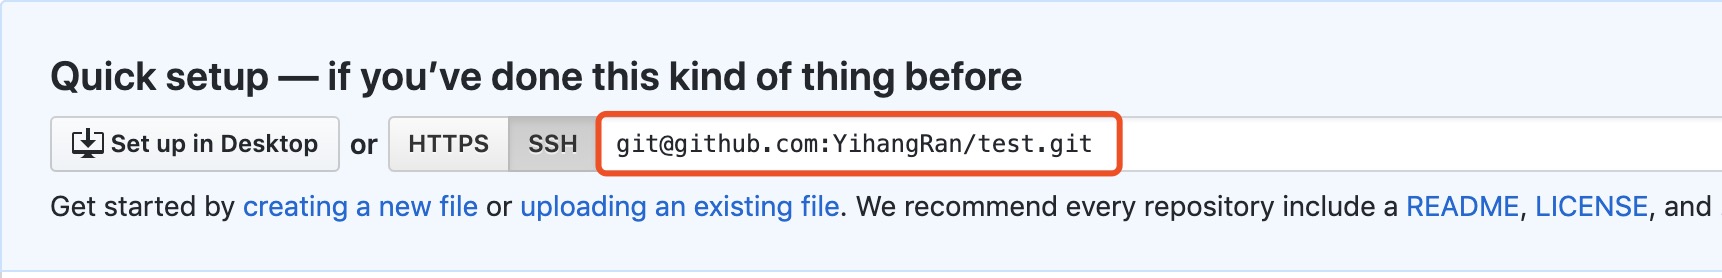 Quick setup — if you’ve done this kind of thing before
Set up in Desktop or HTTPS SSH git@github.com:YihangRan/test.git
Get started by creating a new file or uploading an existing file. We recommend every repository include a README, LICENSE, and